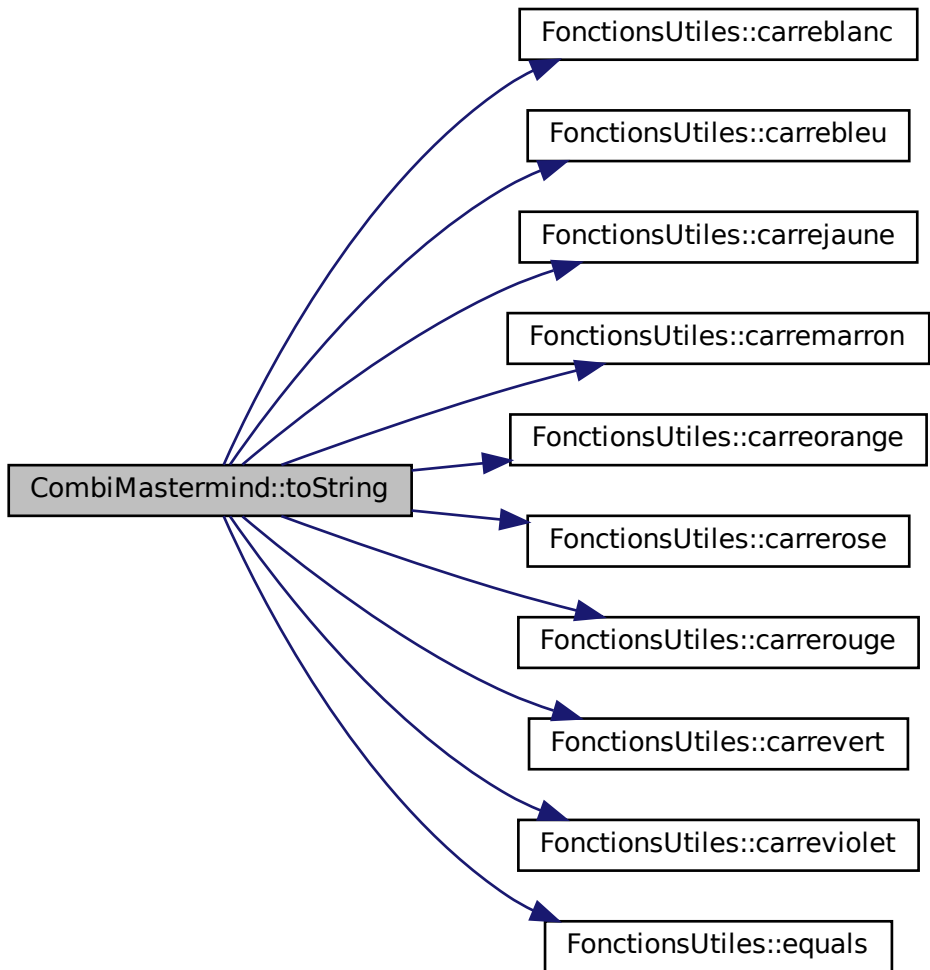 FonctionsUtiles::carreblanc
FonctionsUtiles::carrebleu
FonctionsUtiles::carrejaune
FonctionsUtiles::carremarron
FonctionsUtiles::carreorange
CombiMastermind::toString
FonctionsUtiles::carrerose
FonctionsUtiles::carrerouge
FonctionsUtiles::carrevert
FonctionsUtiles::carreviolet
FonctionsUtiles::equals